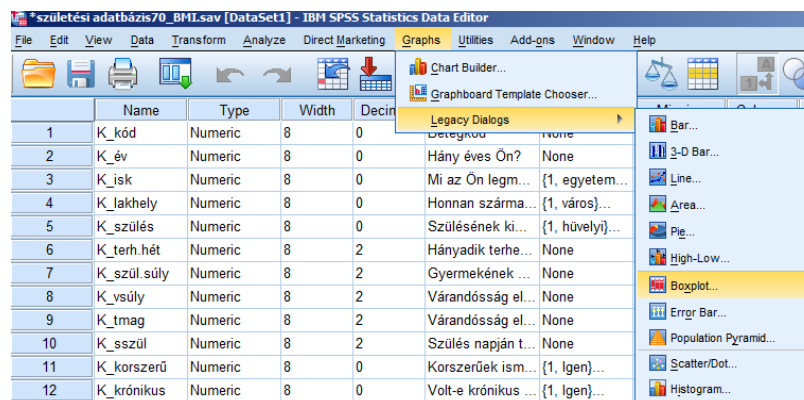 *születési adatbázis70_BMI.sav [DataSet1] - IBM SPSS Statistics Data Editor
File Edit View Data Transform Analyze Direct Marketing Graphs Utilities Add-ons Window Help
Chart Builder...
Graphboard Template Chooser...
Legacy Dialogs
Name Type Width Decin
1 K_kód Numeric 8 0 None
2 K_év Numeric 8 0 Hány éves Ön? None
3 K_isk Numeric 8 0 Mi az Ön legm... {1, egyetem...
4 K_lakhely Numeric 8 0 Honnan szárma... {1, város}...
5 K_szülés Numeric 8 0 Szülésének ki... {1, hüvelyi}...
6 K_terh.hét Numeric 8 2 Hányadik terhe... None
7 K_szül.súly Numeric 8 2 Gyermekének ... None
8 K_vsúly Numeric 8 2 Várandósság el... None
9 K_tmag Numeric 8 2 Várandósság el... None
10 K_sszül Numeric 8 2 Szülés napján t... None
11 K_korszerű Numeric 8 0 Korszerűek ism... {1, Igen}...
12 K_krónikus Numeric 8 0 Volt-e krónikus ... {1, Igen}...
Bar...
3-D Bar...
Line...
Area...
Pie...
High-Low...
Boxplot...
Error Bar...
Population Pyramid...
Scatter/Dot...
Histogram...